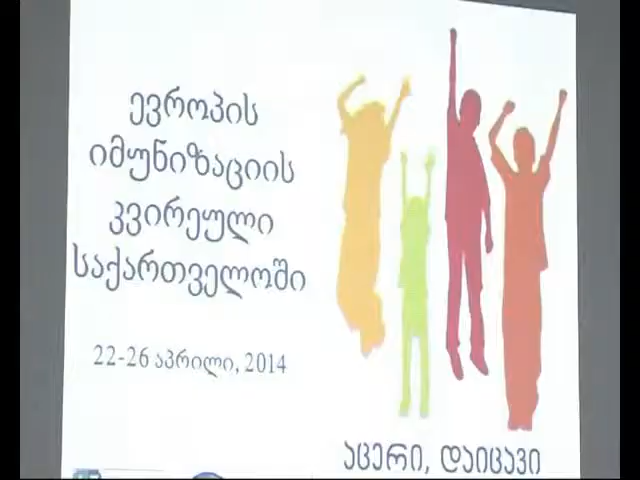 ევროპის
იმუნიზაციის
კვირეული
საქართველოში
22-26 აპრილი, 2014
აცერი, დაიცავი